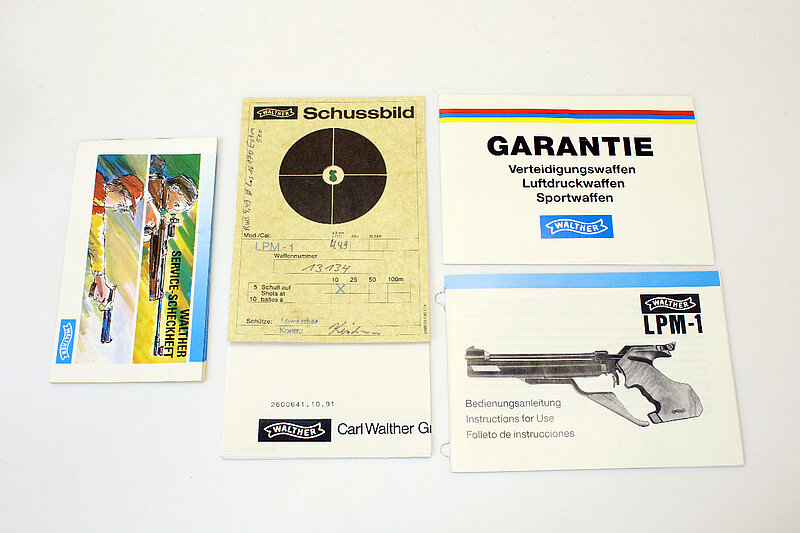 WALTHER
SERVICE-SCHECKHEFT
WALTHER
WALTHER Schussbild
Mod./Cal.
LPM-1 4,49
Waffennummer
13134
10 25 50 100m
5 Schuß auf X
Shots at
10 balles à
Schütze:
2600641.10.91
WALTHER Carl Walther G
GARANTIE
Verteidigungswaffen
Luftdruckwaffen
Sportwaffen
WALTHER
WALTHER
LPM-1
Bedienungsanleitung
Instructions for Use
Folleto de instrucciones